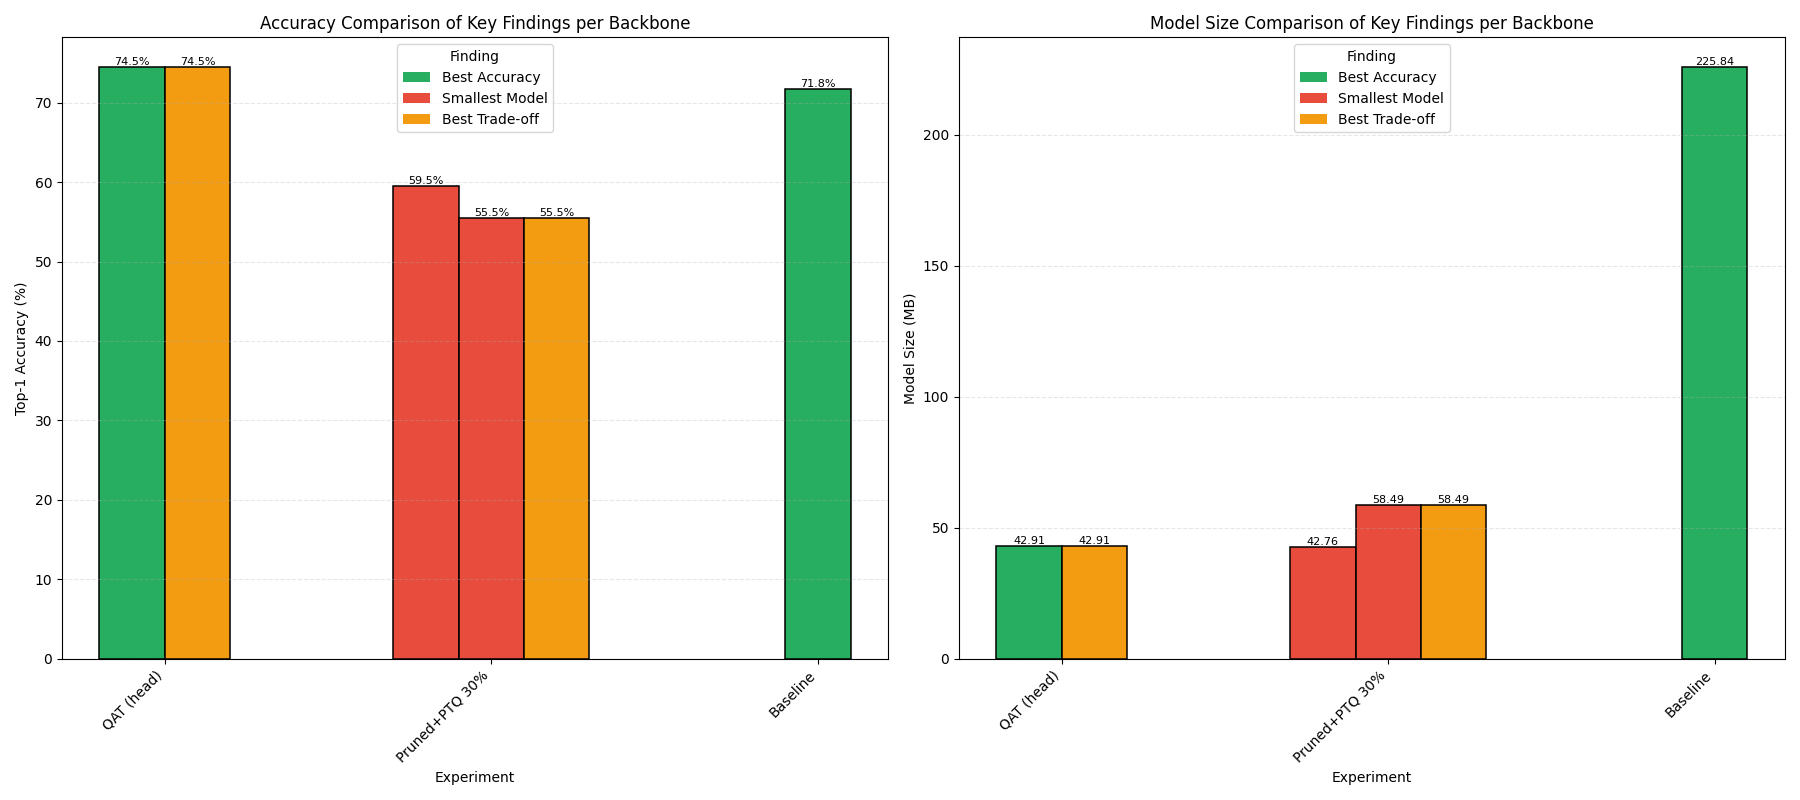 Accuracy Comparison of Key Findings per Backbone
Top-1 Accuracy (%)
70
60
50
40
30
20
10
0
Finding
Best Accuracy
Smallest Model
Best Trade-off
74.5%
74.5%
59.5%
55.5%
55.5%
71.8%
QAT (head)
Pruned+PTQ 30%
Baseline
Experiment
Model Size Comparison of Key Findings per Backbone
Model Size (MB)
200
150
100
50
0
Finding
Best Accuracy
Smallest Model
Best Trade-off
42.91
42.91
42.76
58.49
58.49
225.84
QAT (head)
Pruned+PTQ 30%
Baseline
Experiment